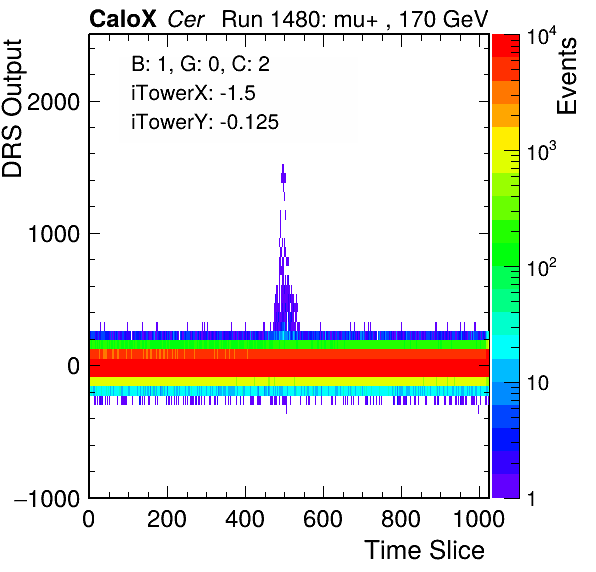 CaloX Cer Run 1480: mu+ , 170 GeV
B: 1, G: 0, C: 2
iTowerX: -1.5
iTowerY: -0.125
DRS Output
2000
1000
0
−1000
0 200 400 600 800 1000
Time Slice
Events
10^4
10^3
10^2
10
1